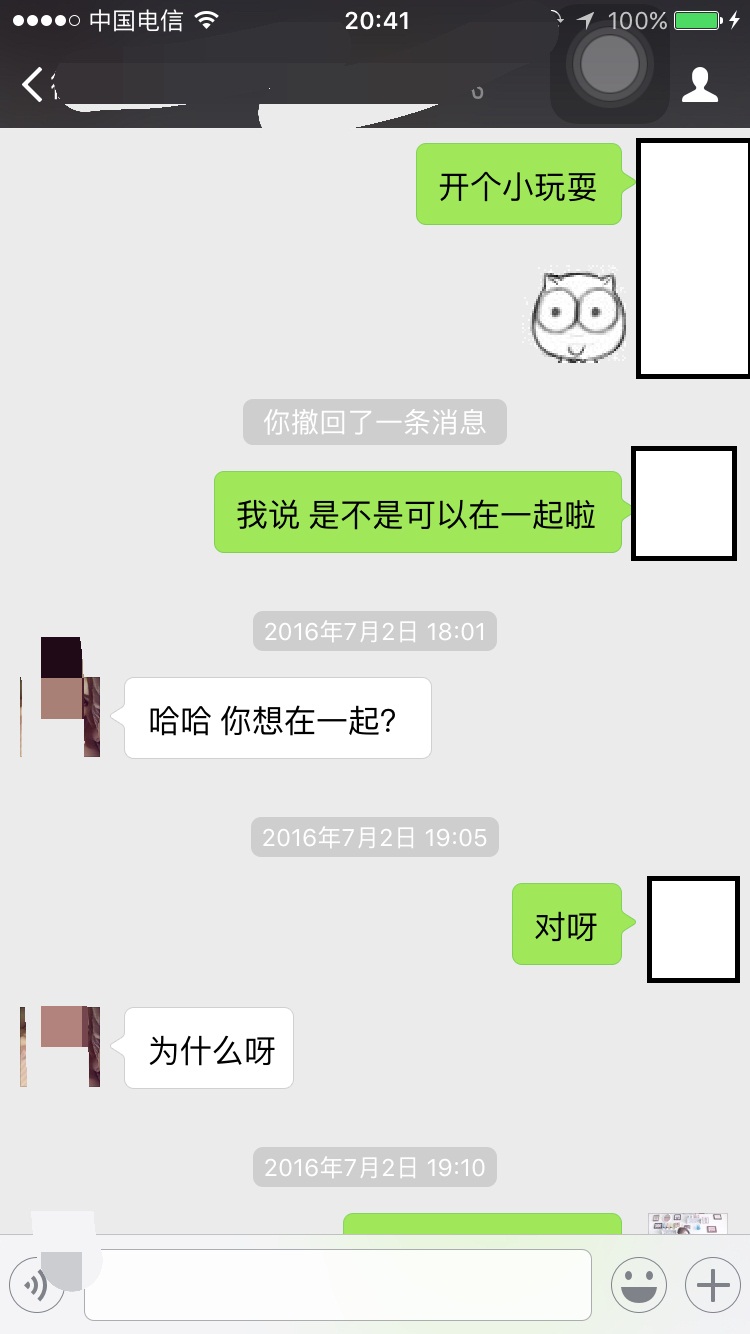 中国电信
20:41
100%
开个小玩耍
你撤回了一条消息
我说 是不是可以在一起啦
2016年7月2日 18:01
哈哈 你想在一起?
2016年7月2日 19:05
对呀
为什么呀
2016年7月2日 19:10